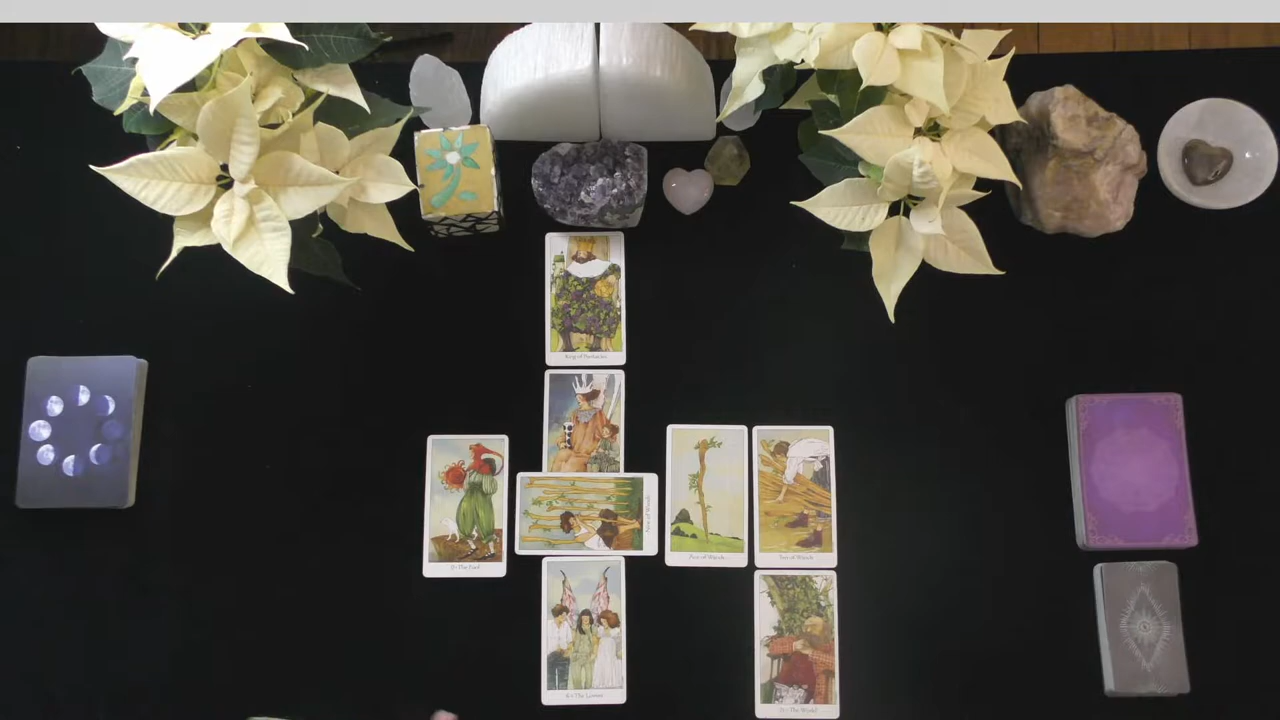 King of Pentacles
Nine of Wands
Ace of Wands
Ten of Wands
0 - The Fool
6 - The Lovers
21 - The World